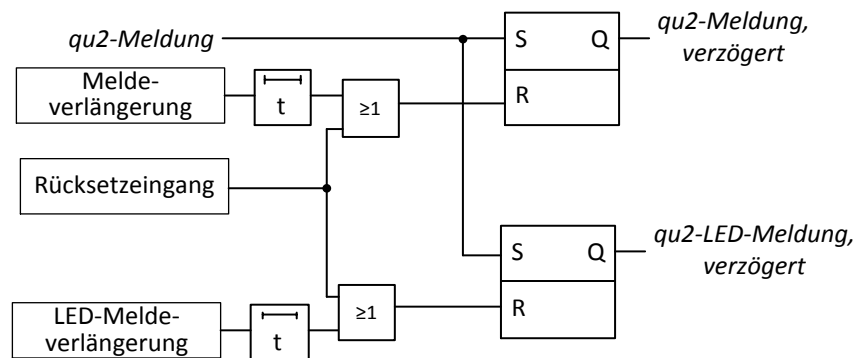 qu2-Meldung
S Q
qu2-Meldung,
verzögert
Melde-
verlängerung
t
≥1
R
Rücksetzeingang
S Q
qu2-LED-Meldung,
verzögert
LED-Melde-
verlängerung
t
≥1
R